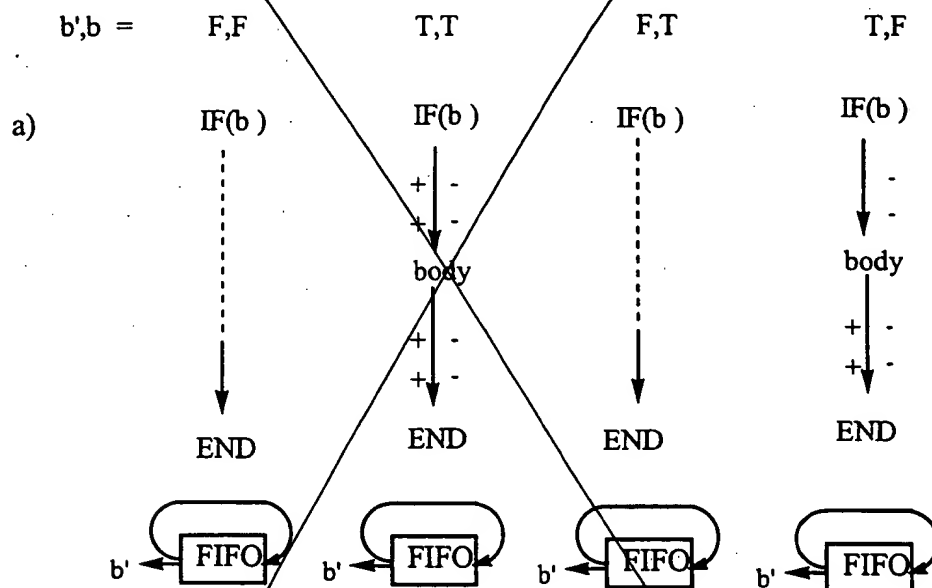 b',b = F,F T,T F,T T,F
a) IF(b ) IF(b ) IF(b ) IF(b )
+ - -
+ - -
body body
+ - + -
+ - + -
END END END END
b' FIFO b' FIFO b' FIFO b' FIFO